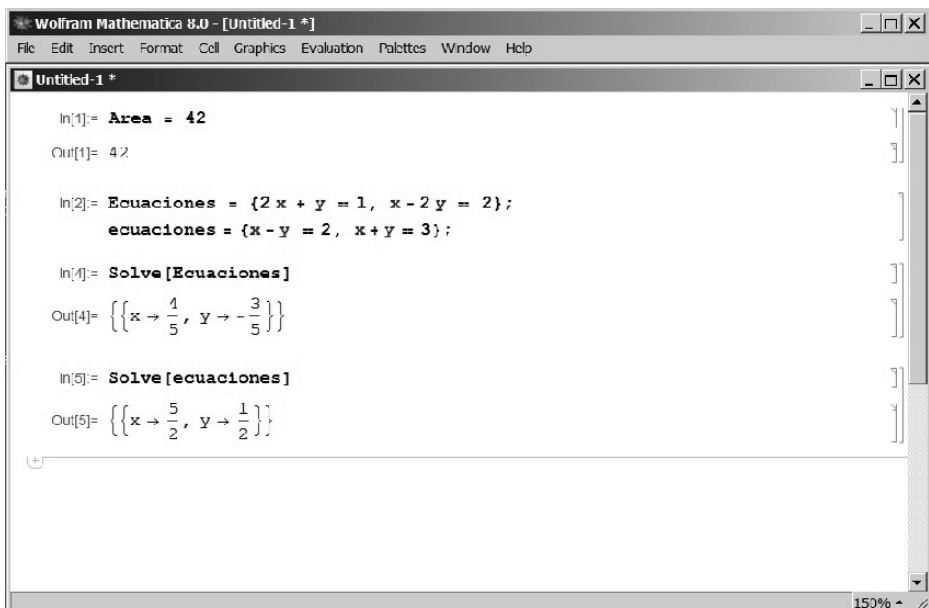 Wolfram Mathematica 8.0 - [Untitled-1 *]
File Edit Insert Format Cell Graphics Evaluation Palettes Window Help
Untitled-1 *
In[1]:= Area = 42
Out[1]= 42
In[2]:= Ecuaciones = {2 x + y == 1, x - 2 y == 2};
ecuaciones = {x - y == 2, x + y == 3};
In[4]:= Solve[Ecuaciones]
Out[4]= {{x → 4/5, y → -3/5}}
In[5]:= Solve[ecuaciones]
Out[5]= {{x → 5/2, y → 1/2}}
150%